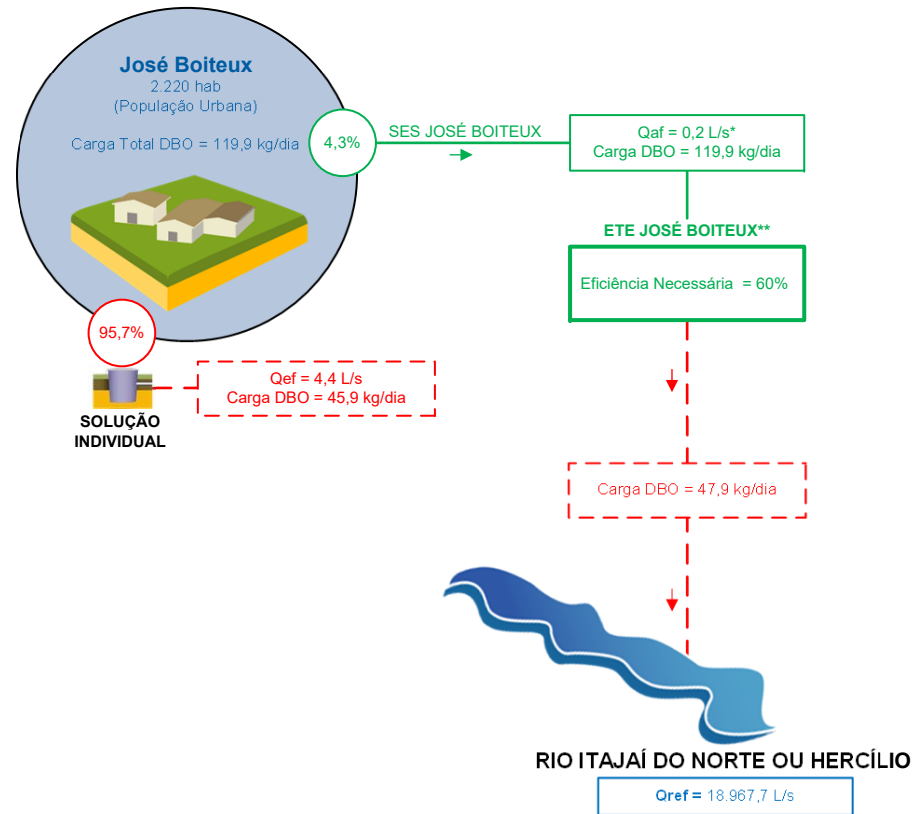 José Boiteux
2.220 hab
(População Urbana)
Carga Total DBO = 119,9 kg/dia
4,3%
SES JOSÉ BOITEUX
Qaf = 0,2 L/s*
Carga DBO = 119,9 kg/dia
ETE JOSÉ BOITEUX**
Eficiência Necessária = 60%
95,7%
Qef = 4,4 L/s
Carga DBO = 45,9 kg/dia
SOLUÇÃO
INDIVIDUAL
Carga DBO = 47,9 kg/dia
RIO ITAJAÍ DO NORTE OU HERCÍLIO
Qref = 18.967,7 L/s